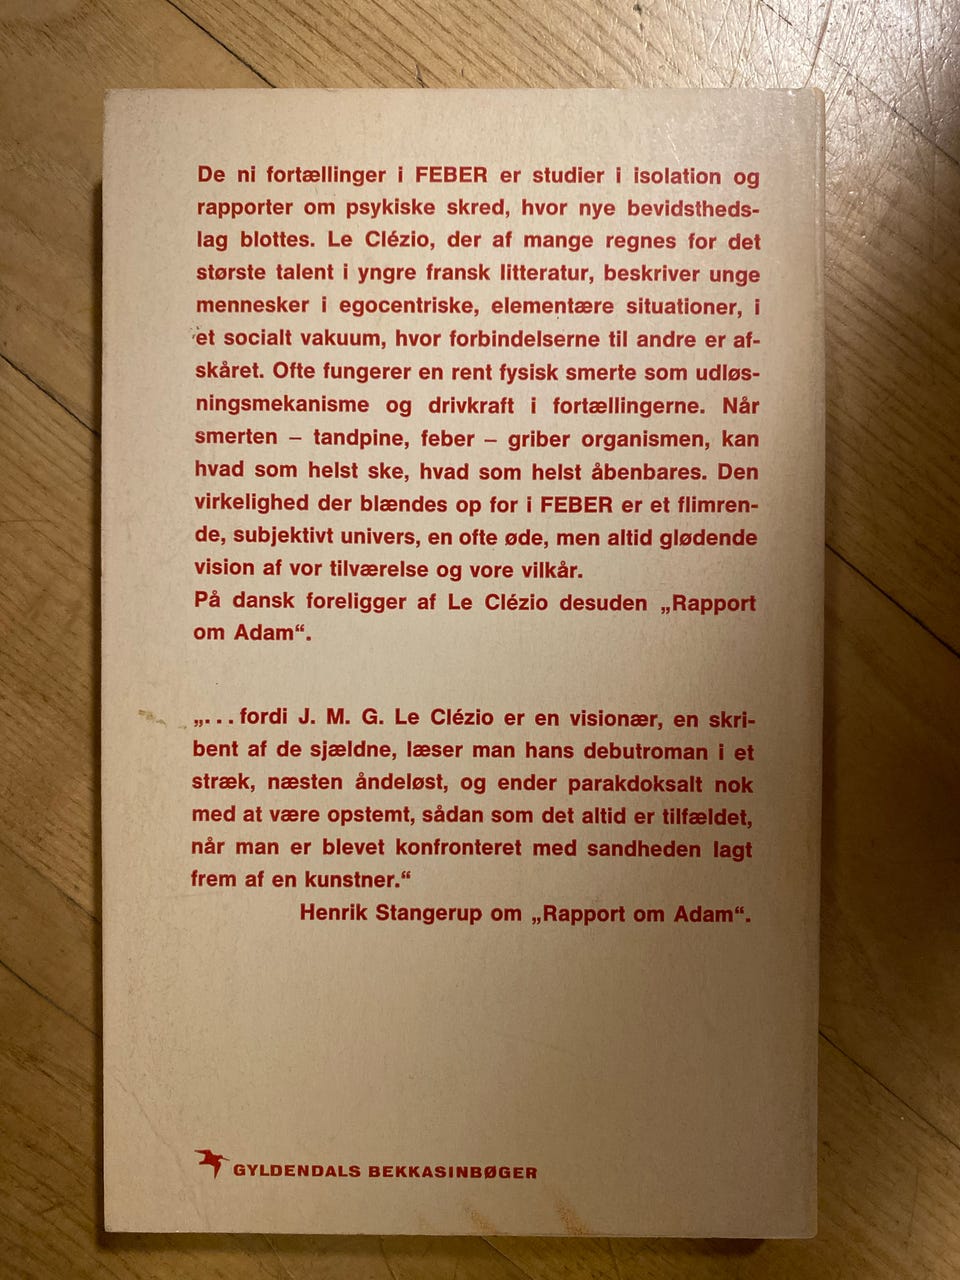 De ni fortællinger i FEBER er studier i isolation og
rapporter om psykiske skred, hvor nye bevidstheds-
lag blottes. Le Clézio, der af mange regnes for det
største talent i yngre fransk litteratur, beskriver unge
mennesker i egocentriske, elementære situationer, i
et socialt vakuum, hvor forbindelserne til andre er af-
skåret. Ofte fungerer en rent fysisk smerte som udløs-
ningsmekanisme og drivkraft i fortællingerne. Når
smerten – tandpine, feber – griber organismen, kan
hvad som helst ske, hvad som helst åbenbares. Den
virkelighed der blændes op for i FEBER er et flimren-
de, subjektivt univers, en ofte øde, men altid glødende
vision af vor tilværelse og vore vilkår.
På dansk foreligger af Le Clézio desuden „Rapport
om Adam“.
„... fordi J. M. G. Le Clézio er en visionær, en skri-
bent af de sjældne, læser man hans debutroman i et
stræk, næsten åndeløst, og ender parakdoksalt nok
med at være opstemt, sådan som det altid er tilfældet,
når man er blevet konfronteret med sandheden lagt
frem af en kunstner.“
Henrik Stangerup om „Rapport om Adam“.
GYLDENDALS BEKKASINBØGER